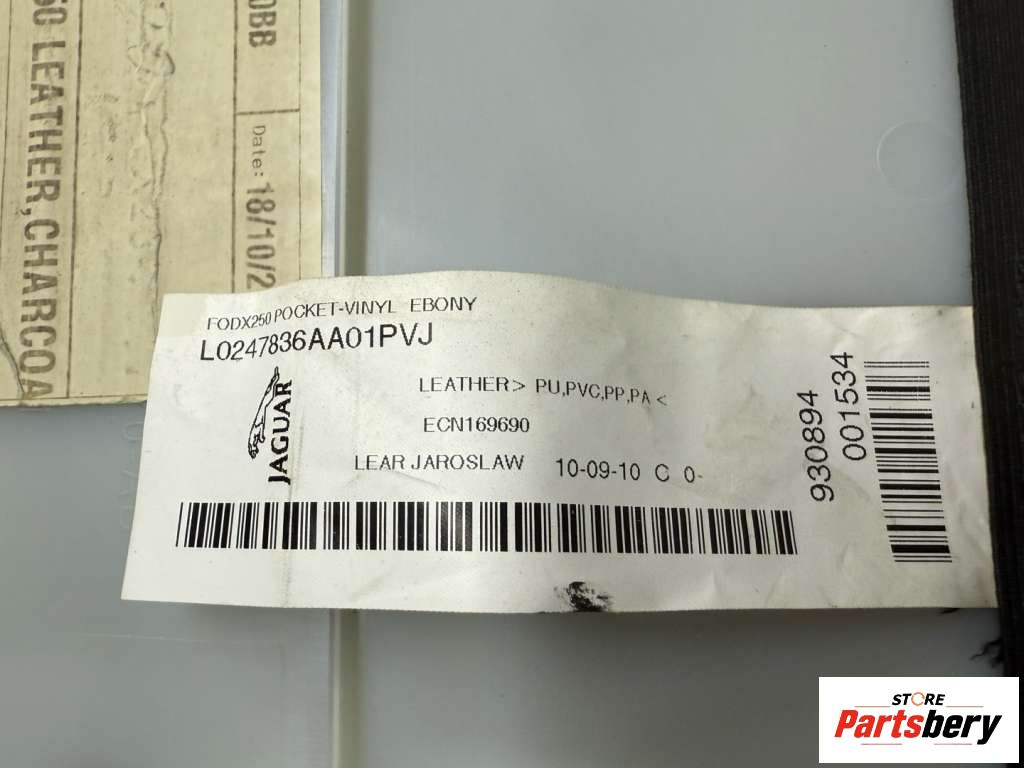 0BB
Date: 18/10/2
60 LEATHER,CHARCOA
FODX250 POCKET-VINYL EBONY
L0247836AA01PVJ
JAGUAR
LEATHER> PU,PVC,PP,PA <
ECN169690
LEAR JAROSLAW 10-09-10 C 0-
930894
001534
STORE
Partsbery